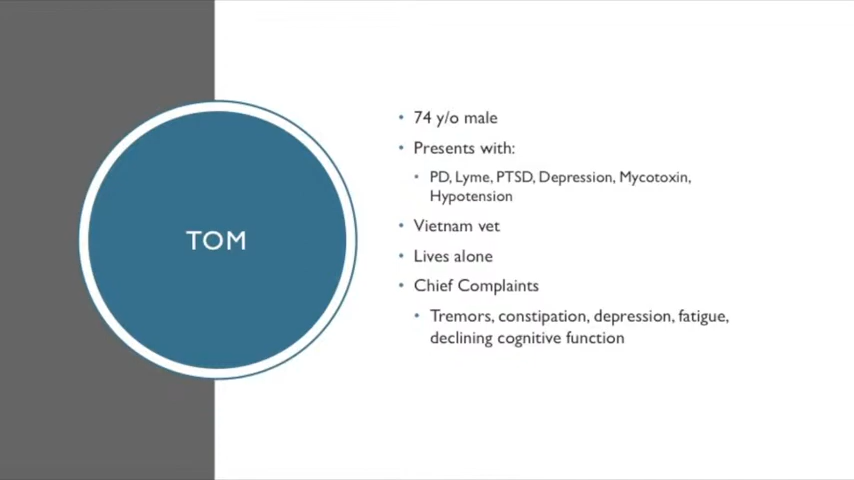 TOM
• 74 y/o male
• Presents with:
• PD, Lyme, PTSD, Depression, Mycotoxin,
Hypotension
• Vietnam vet
• Lives alone
• Chief Complaints
• Tremors, constipation, depression, fatigue,
declining cognitive function